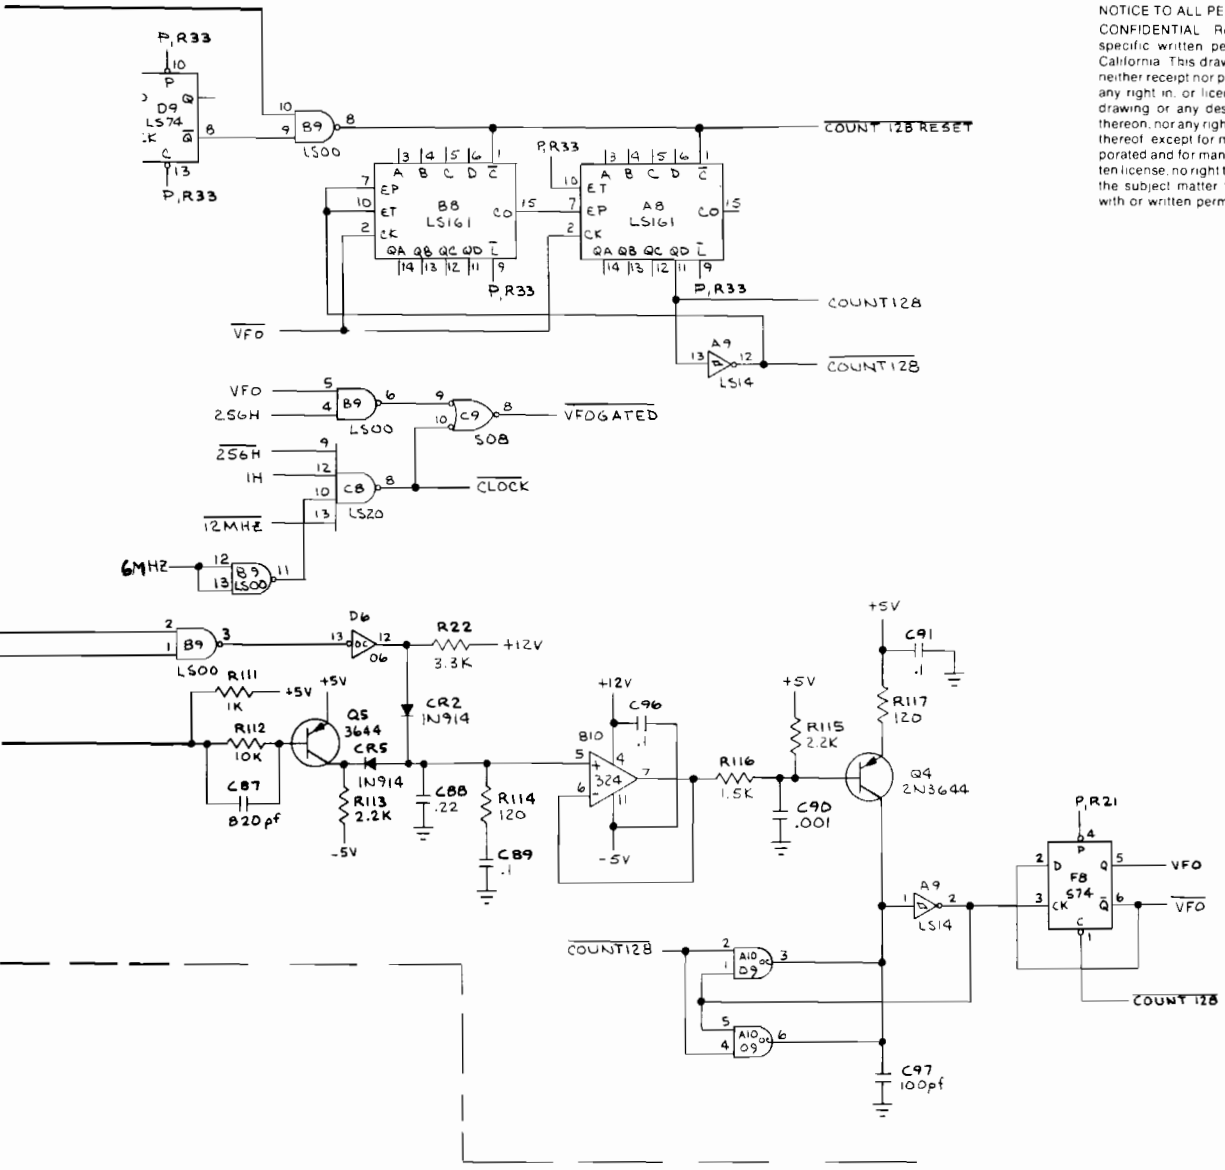 NOTICE TO ALL PE
CONFIDENTIAL R
specific written pe
California This draw
neither receipt nor p
any right in, or licen
drawing or any des
thereon, nor any righ
thereof except for m
porated and for man
ten license, no right t
the subject matter
with or written perm
P,R33
10
P
D9
LS74
Q
CK
Q
8
C
13
P,R33
10
9
B9
8
LS00
COUNT 128 RESET
3 4 5 6 1
A B C D C
7 EP
10 ET
2 CK
B8
LS161
CO 15
QA QB QC QD L
14 13 12 11 9
P,R33
P,R33
3 4 5 6 1
A B C D C
10 ET
7 EP
2 CK
A8
LS161
CO 15
QA QB QC QD L
14 13 12 11 9
P,R33
COUNT128
VFO
A9
13 12
LS14
COUNT128
VFO 5
256H 4
B9 6
LS00
9
10
C9 8
S08
VFOGATED
256H 9
1H 12
10
12MHZ 13
C8 8
LS20
CLOCK
6MHZ
12
13
B9
LS00
11
2
1
B9
3
LS00
D6
13 OC 12
06
R22
3.3K
+12V
R111
1K
+5V
+5V
R112
10K
Q5
3644
CR2
1N914
CR5
1N914
C87
820pf
R113
2.2K
-5V
C88
.22
R114
120
C89
.1
+12V
C96
.1
B10
5 +
6 -
324
4
7
11
-5V
R116
1.5K
+5V
R115
2.2K
C90
.001
+5V
C91
.1
R117
120
Q4
2N3644
P,R21
4
P
2 D
F8
S74
Q 5
VFO
3 CK
Q 6
VFO
C
1
COUNT 128
A9
1 2
LS14
COUNT128
2
1
A10
D9
OC
3
5
4
A10
D9
OC
6
C97
100pf